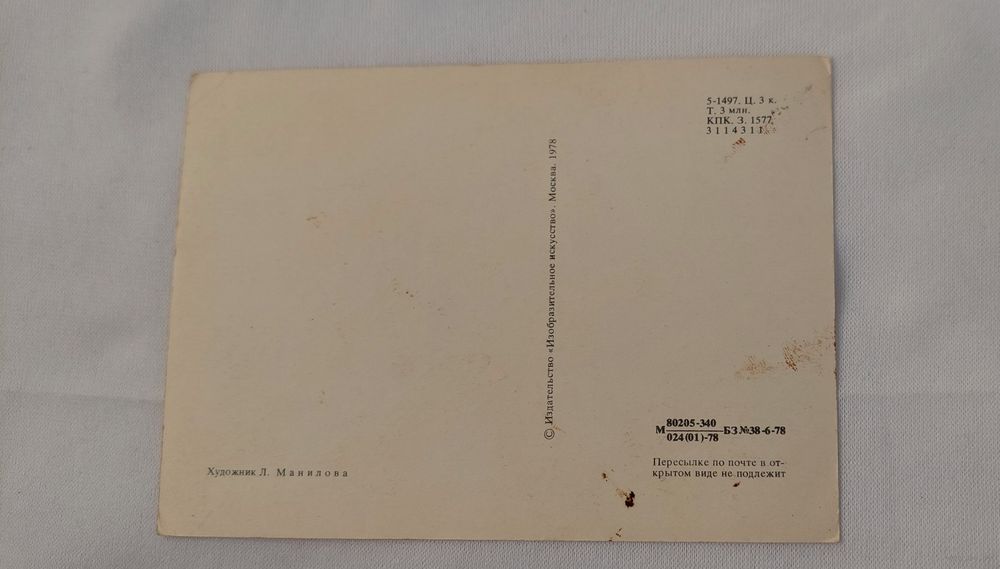 5-1497. Ц. 3 к.
Т. 3 млн.
КПК. З. 1577
3114311
© Издательство «Изобразительное искусство». Москва. 1978
М 80205-340 БЗ №38-6-78
024(01)-78
Пересылке по почте в от-
крытом виде не подлежит
Художник Л. Манилова